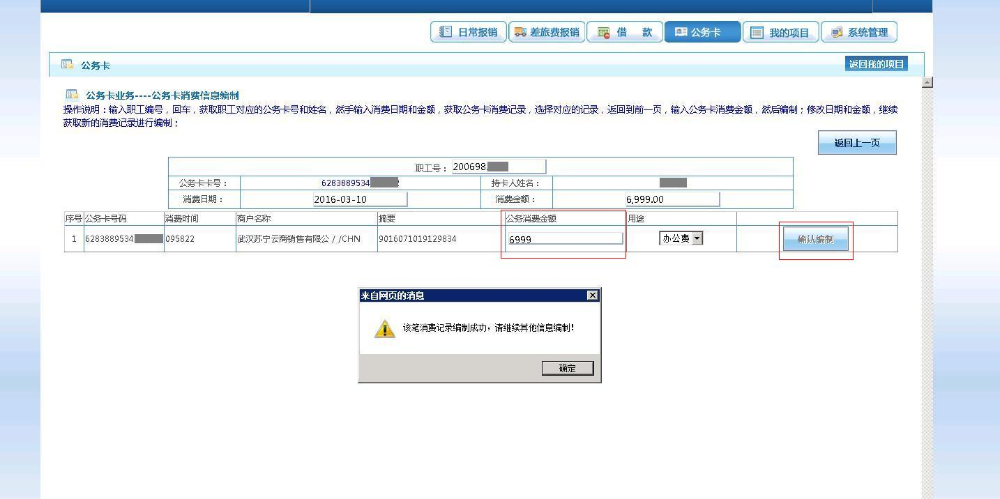 日常报销 差旅费报销 借 款 公务卡 我的项目 系统管理
公务卡 返回我的项目
公务卡业务----公务卡消费信息编制
操作说明：输入职工编号，回车，获取职工对应的公务卡号和姓名，然手输入消费日期和金额，获取公务卡消费记录，选择对应的记录，返回到前一页，输入公务卡消费金额，然后编制；修改日期和金额，继续
获取新的消费记录进行编制；
返回上一页
职工号： 200698
公务卡卡号： 6283889534 持卡人姓名：
消费日期： 2016-03-10 消费金额： 6,999.00
序号 公务卡号码 消费时间 商户名称 摘要 公务消费金额 用途
1 6283889534 095822 武汉苏宁云商销售有限公 / /CHN 9016071019129834 6999 办公费 确认编制
来自网页的消息
该笔消费记录编制成功，请继续其他信息编制！
确定